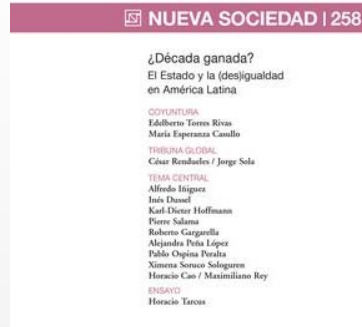 NUEVA SOCIEDAD | 258
¿Década ganada?
El Estado y la (des)igualdad
en América Latina
COYUNTURA
Edelberto Torres Rivas
María Esperanza Casullo
TRIBUNA GLOBAL
César Rendueles / Jorge Sola
TEMA CENTRAL
Alfredo Iñiguez
Inés Dussel
Karl-Dieter Hoffmann
Pierre Salama
Roberto Gargarella
Alejandra Peña López
Pablo Ospina Peralta
Ximena Soruco Sologuren
Horacio Cao / Maximiliano Rey
ENSAYO
Horacio Tarcus